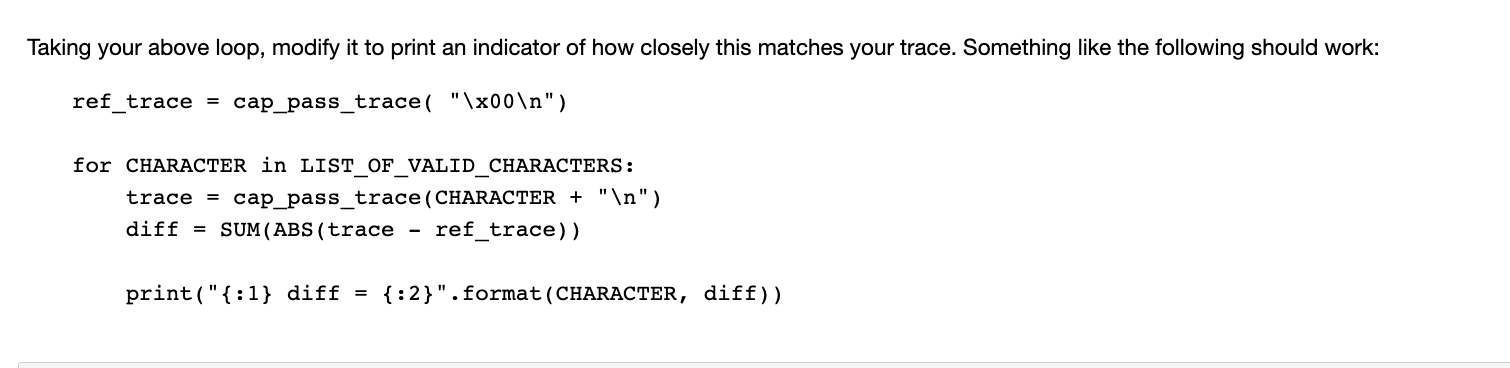 Taking your above loop, modify it to print an indicator of how closely this matches your trace. Something like the following should work:
ref_trace = cap_pass_trace( "\x00\n")
for CHARACTER in LIST_OF_VALID_CHARACTERS:
    trace = cap_pass_trace(CHARACTER + "\n")
    diff = SUM(ABS(trace - ref_trace))
    print("{:1} diff = {:2}".format(CHARACTER, diff))